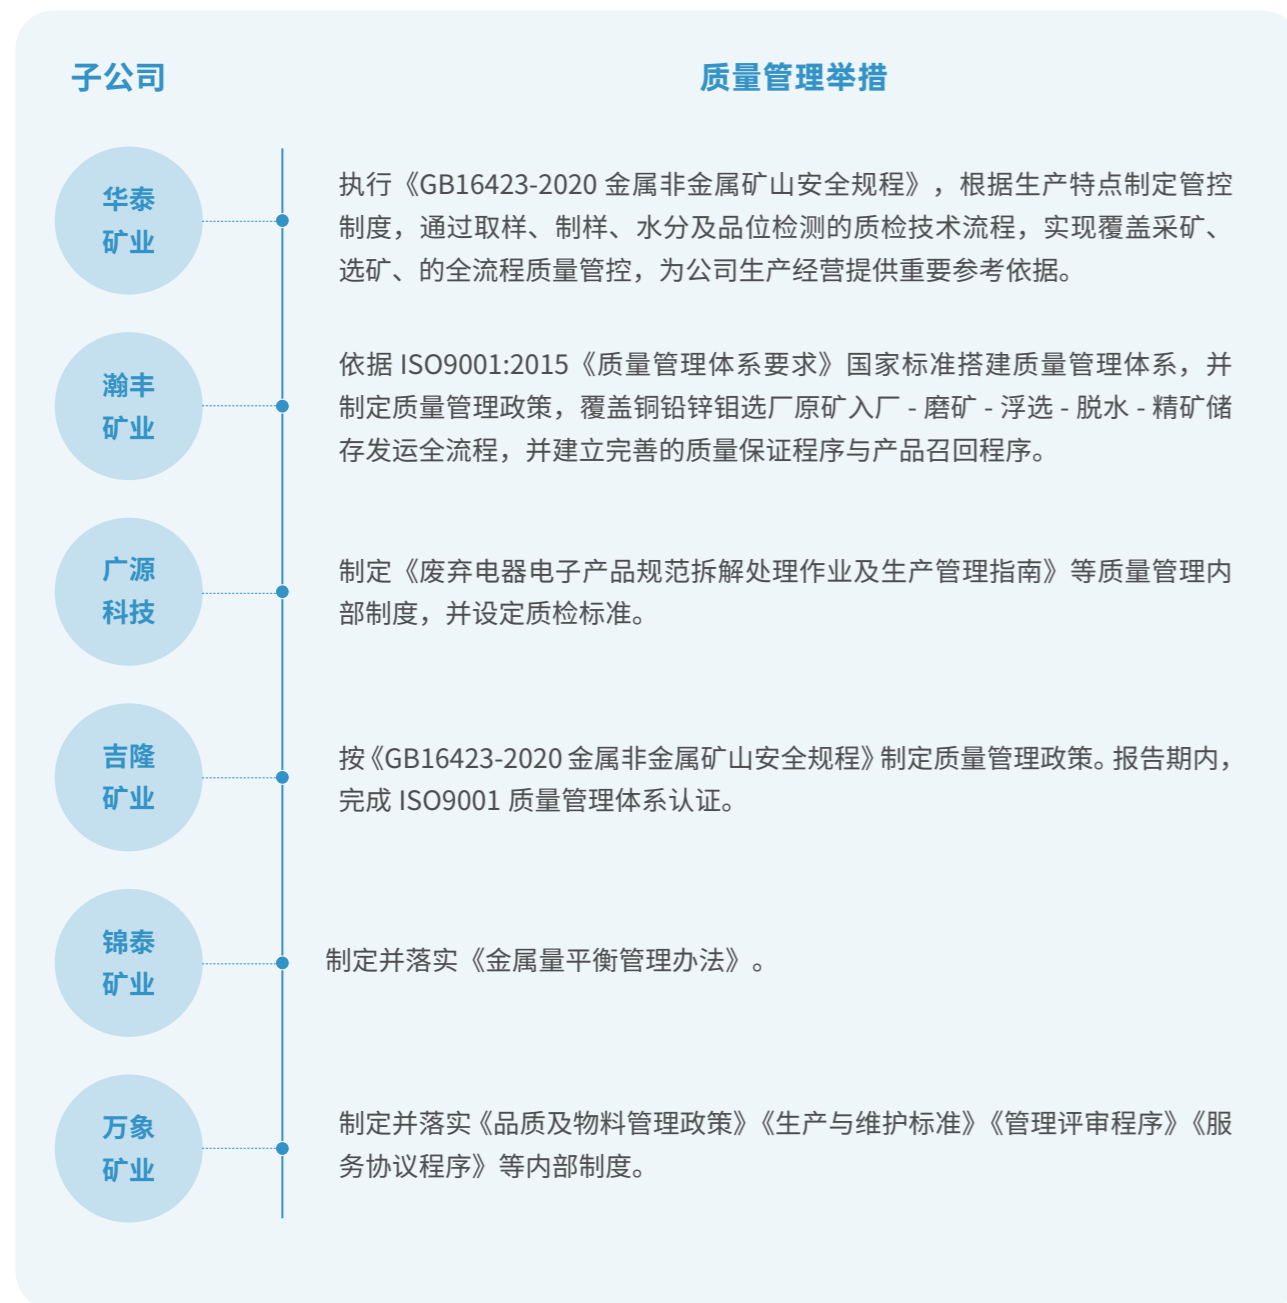 子公司
质量管理举措
华泰
矿业
执行《GB16423-2020 金属非金属矿山安全规程》，根据生产特点制定管控
制度，通过取样、制样、水分及品位检测的质检技术流程，实现覆盖采矿、
选矿、的全流程质量管控，为公司生产经营提供重要参考依据。
瀚丰
矿业
依据 ISO9001:2015《质量管理体系要求》国家标准搭建质量管理体系，并
制定质量管理政策，覆盖铜铅锌钼选厂原矿入厂 - 磨矿 - 浮选 - 脱水 - 精矿储
存发运全流程，并建立完善的质量保证程序与产品召回程序。
广源
科技
制定《废弃电器电子产品规范拆解处理作业及生产管理指南》等质量管理内
部制度，并设定质检标准。
吉隆
矿业
按《GB16423-2020 金属非金属矿山安全规程》制定质量管理政策。报告期内，
完成 ISO9001 质量管理体系认证。
锦泰
矿业
制定并落实《金属量平衡管理办法》。
万象
矿业
制定并落实《品质及物料管理政策》《生产与维护标准》《管理评审程序》《服
务协议程序》等内部制度。